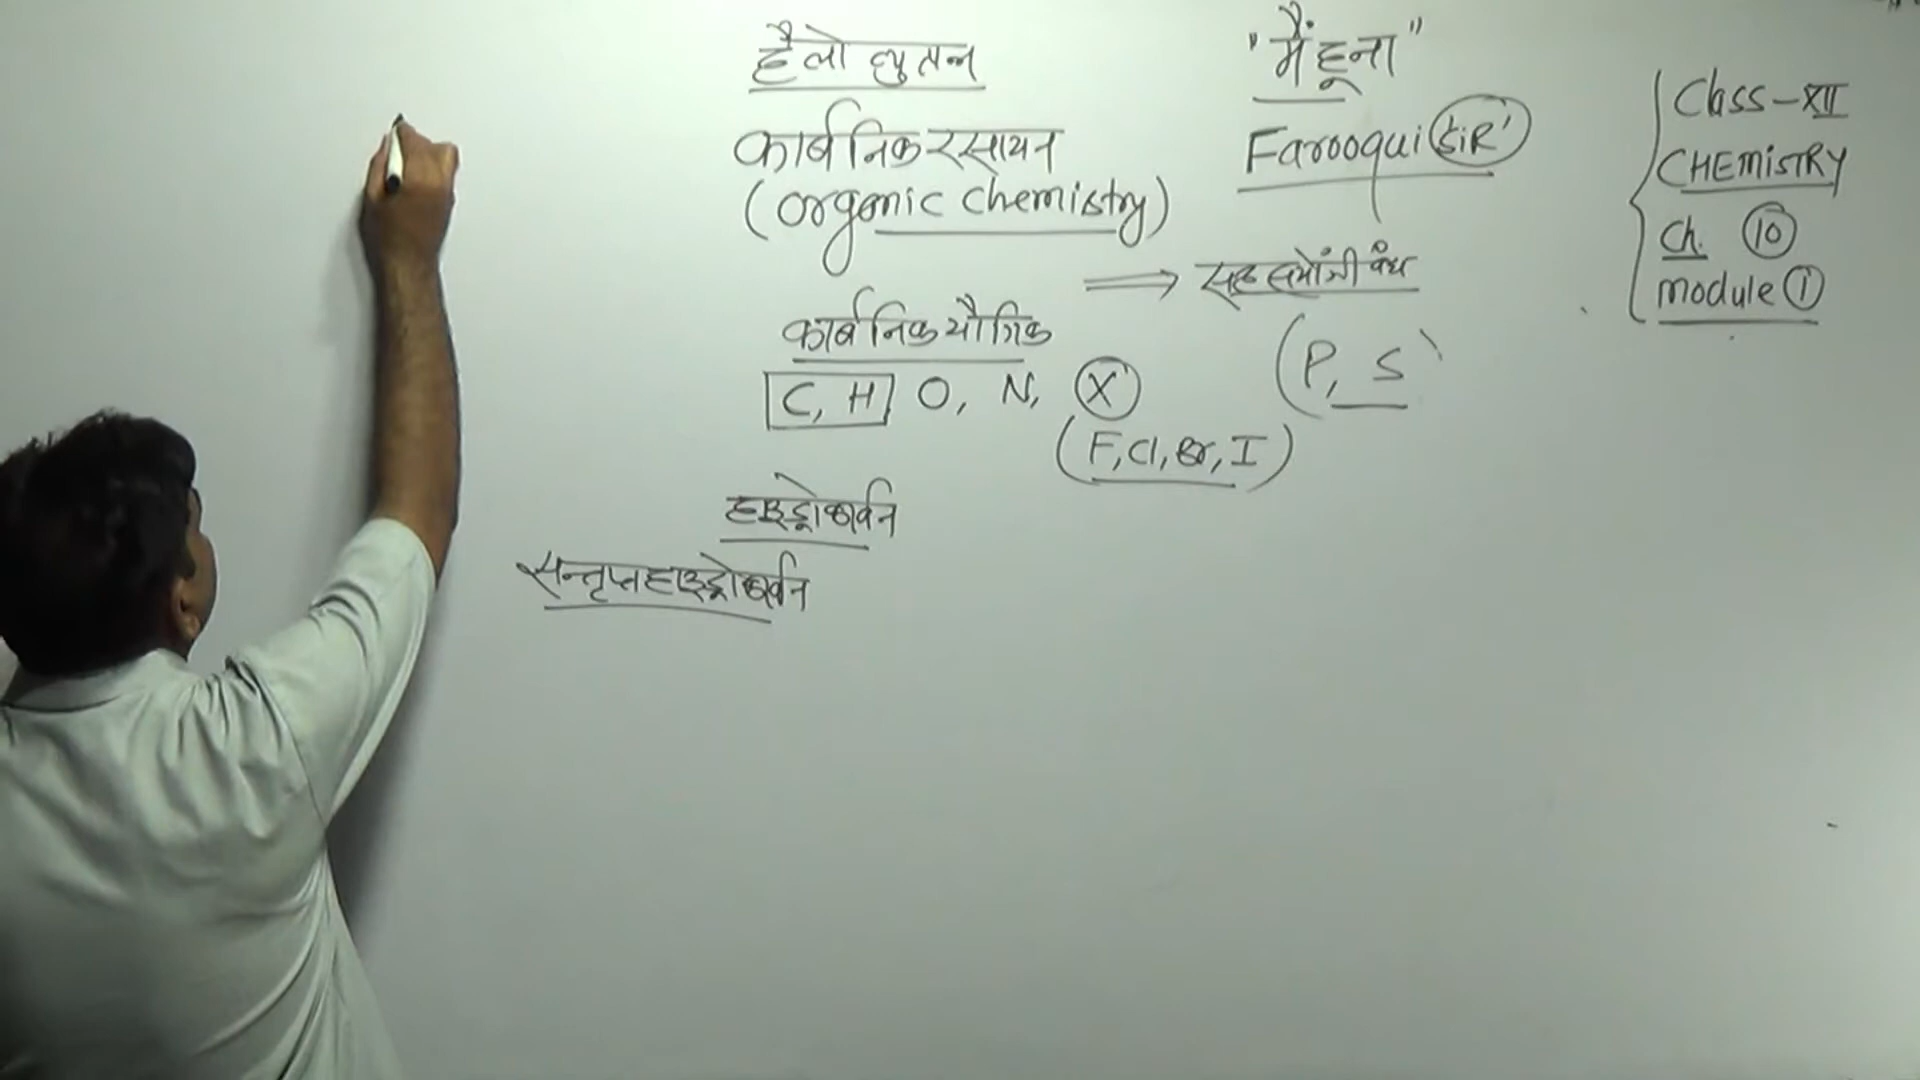 हैलो
"मैं हूना"
कार्बनिक रसायन
(Organic Chemistry)
Farooqui SIR'
Class-XII
CHEMISTRY
Ch. 10
module 1
⟹ सहसंयोजी बंध
कार्बनिक यौगिक
C, H O, N, X
(F, Cl, Br, I)
(P, S
हाइड्रोकार्बन
सन्तृप्त हाइड्रोकार्बन